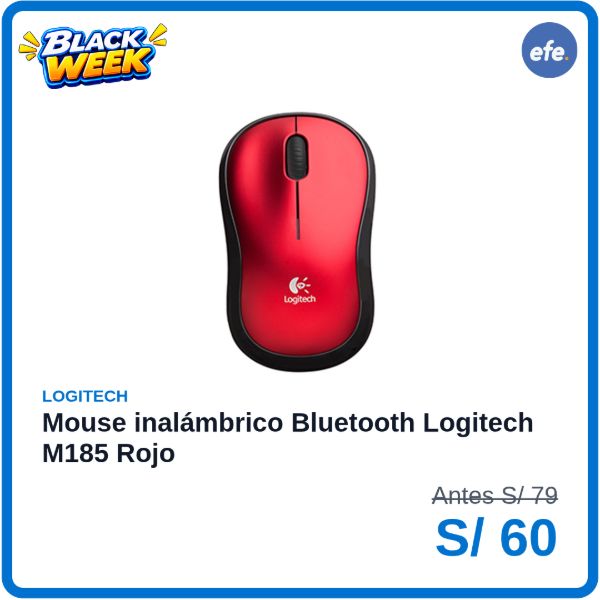 BLACK
WEEK
efe.
Logitech
LOGITECH
Mouse inalámbrico Bluetooth Logitech
M185 Rojo
Antes S/ 79
S/ 60